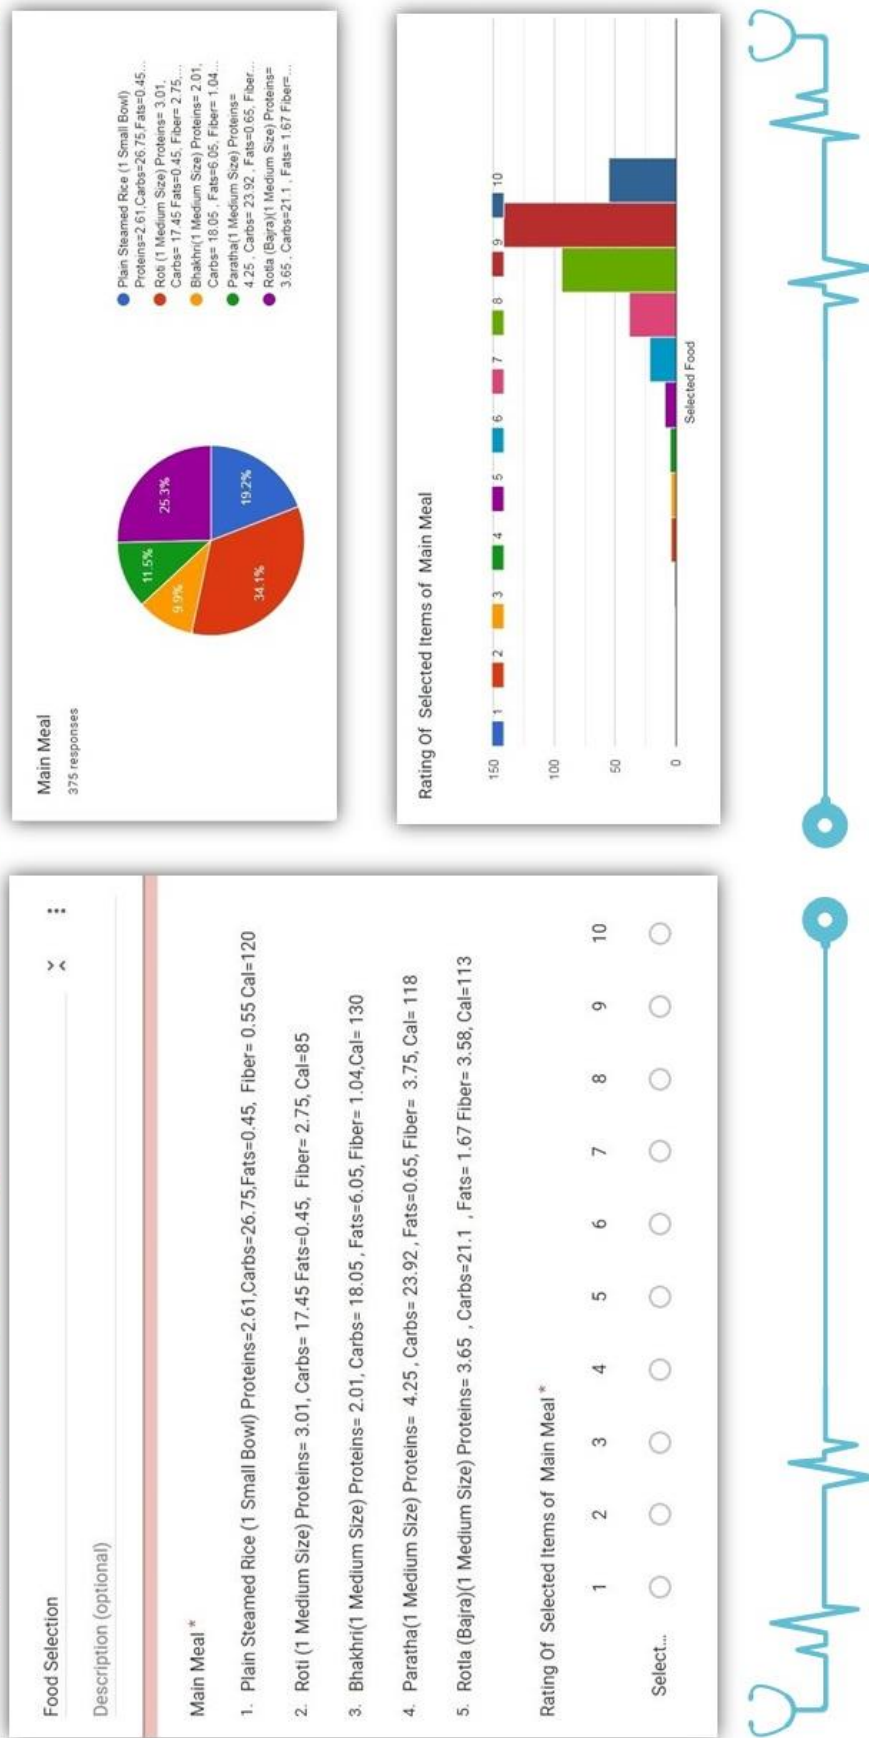 Food Selection
Description (optional)
Main Meal *
1. Plain Steamed Rice (1 Small Bowl) Proteins=2.61,Carbs=26.75,Fats=0.45, Fiber= 0.55 Cal=120
2. Roti (1 Medium Size) Proteins= 3.01, Carbs= 17.45 Fats=0.45, Fiber= 2.75, Cal=85
3. Bhakhri(1 Medium Size) Proteins= 2.01, Carbs= 18.05 , Fats=6.05, Fiber= 1.04,Cal= 130
4. Paratha(1 Medium Size) Proteins= 4.25 , Carbs= 23.92 , Fats=0.65, Fiber= 3.75, Cal= 118
5. Rotla (Bajra)(1 Medium Size) Proteins= 3.65 , Carbs=21.1 , Fats= 1.67 Fiber= 3.58, Cal=113
Rating Of Selected Items of Main Meal *
1 2 3 4 5 6 7 8 9 10
Select...
Main Meal
375 responses
25.3%
11.5%
9.9%
19.2%
34.1%
Plain Steamed Rice (1 Small Bowl)
Proteins=2.61,Carbs=26.75,Fats=0.45...
Roti (1 Medium Size) Proteins= 3.01,
Carbs= 17.45 Fats=0.45, Fiber= 2.75,...
Bhakhri(1 Medium Size) Proteins= 2.01,
Carbs= 18.05 , Fats=6.05, Fiber= 1.04...
Paratha(1 Medium Size) Proteins=
4.25 , Carbs= 23.92 , Fats=0.65, Fiber...
Rotla (Bajra)(1 Medium Size) Proteins=
3.65 , Carbs=21.1 , Fats= 1.67 Fiber=...
Rating Of Selected Items of Main Meal
1 2 3 4 5 6 7 8 9 10
150
100
50
0
Selected Food